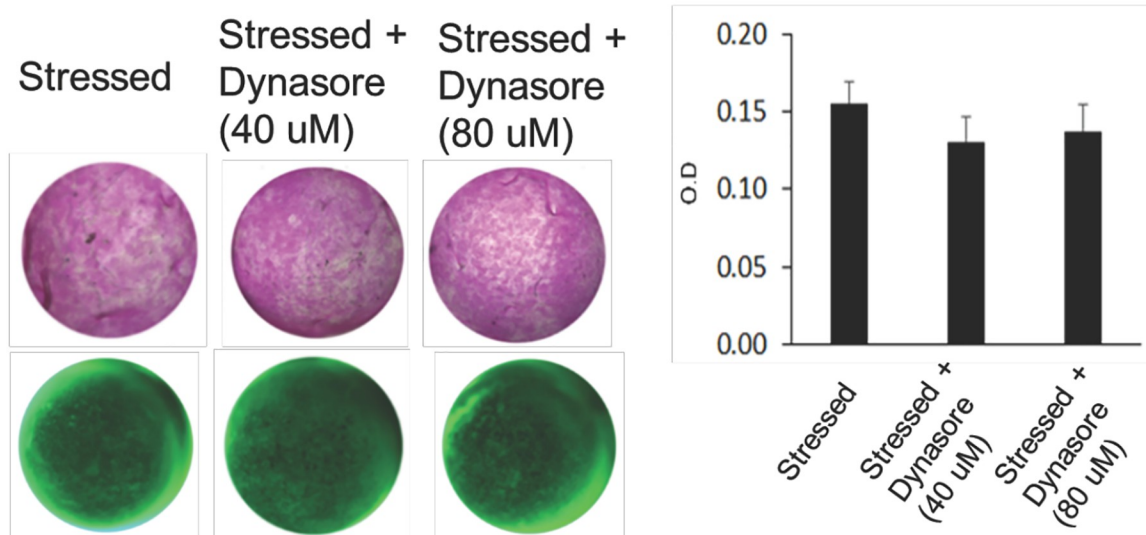 Stressed
Stressed +
Dynasore
(40 uM)
Stressed +
Dynasore
(80 uM)
0.20
0.15
0.10
0.05
0.00
O.D
Stressed
Stressed +
Dynasore
(40 uM)
Stressed +
Dynasore
(80 uM)